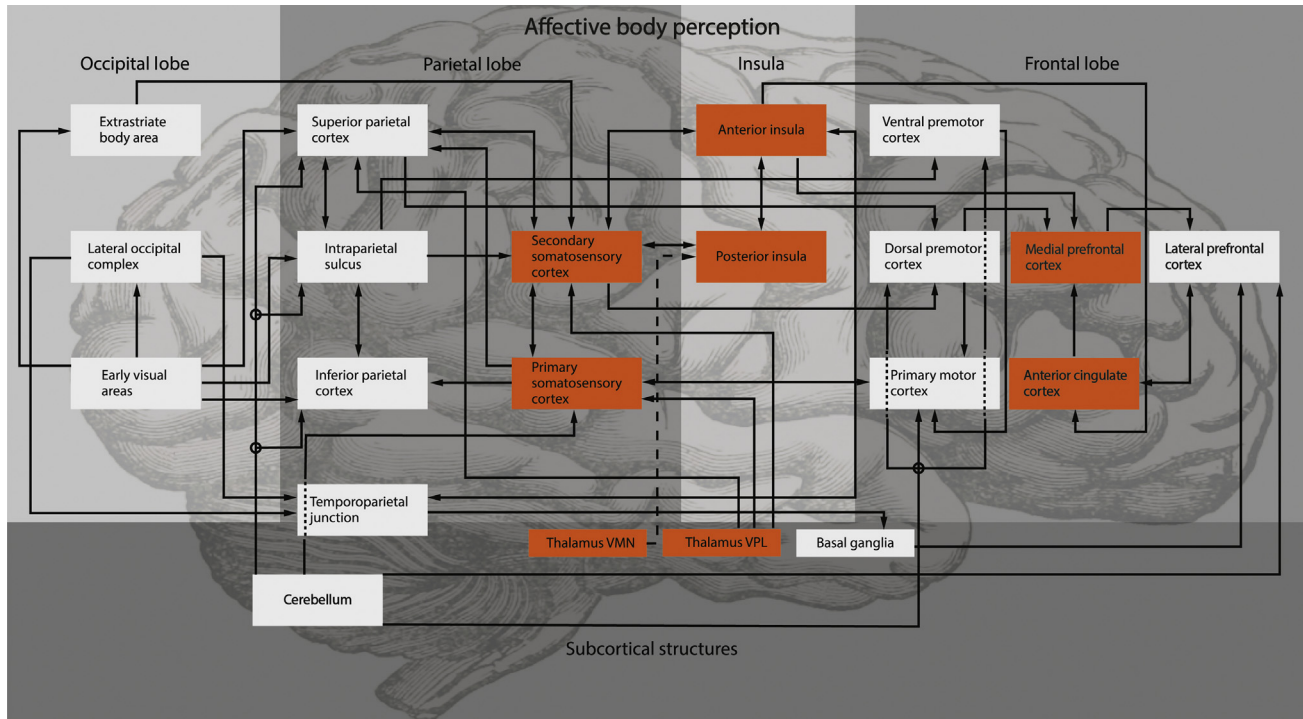 Affective body perception
Occipital lobe
Parietal lobe
Insula
Frontal lobe
Extrastriate
body area
Superior parietal
cortex
Anterior insula
Ventral premotor
cortex
Lateral occipital
complex
Intraparietal
sulcus
Secondary
somatosensory
cortex
Posterior insula
Dorsal premotor
cortex
Medial prefrontal
cortex
Lateral prefrontal
cortex
Early visual
areas
Inferior parietal
cortex
Primary
somatosensory
cortex
Primary motor
cortex
Anterior cingulate
cortex
Temporoparietal
junction
Thalamus VMN
Thalamus VPL
Basal ganglia
Cerebellum
Subcortical structures